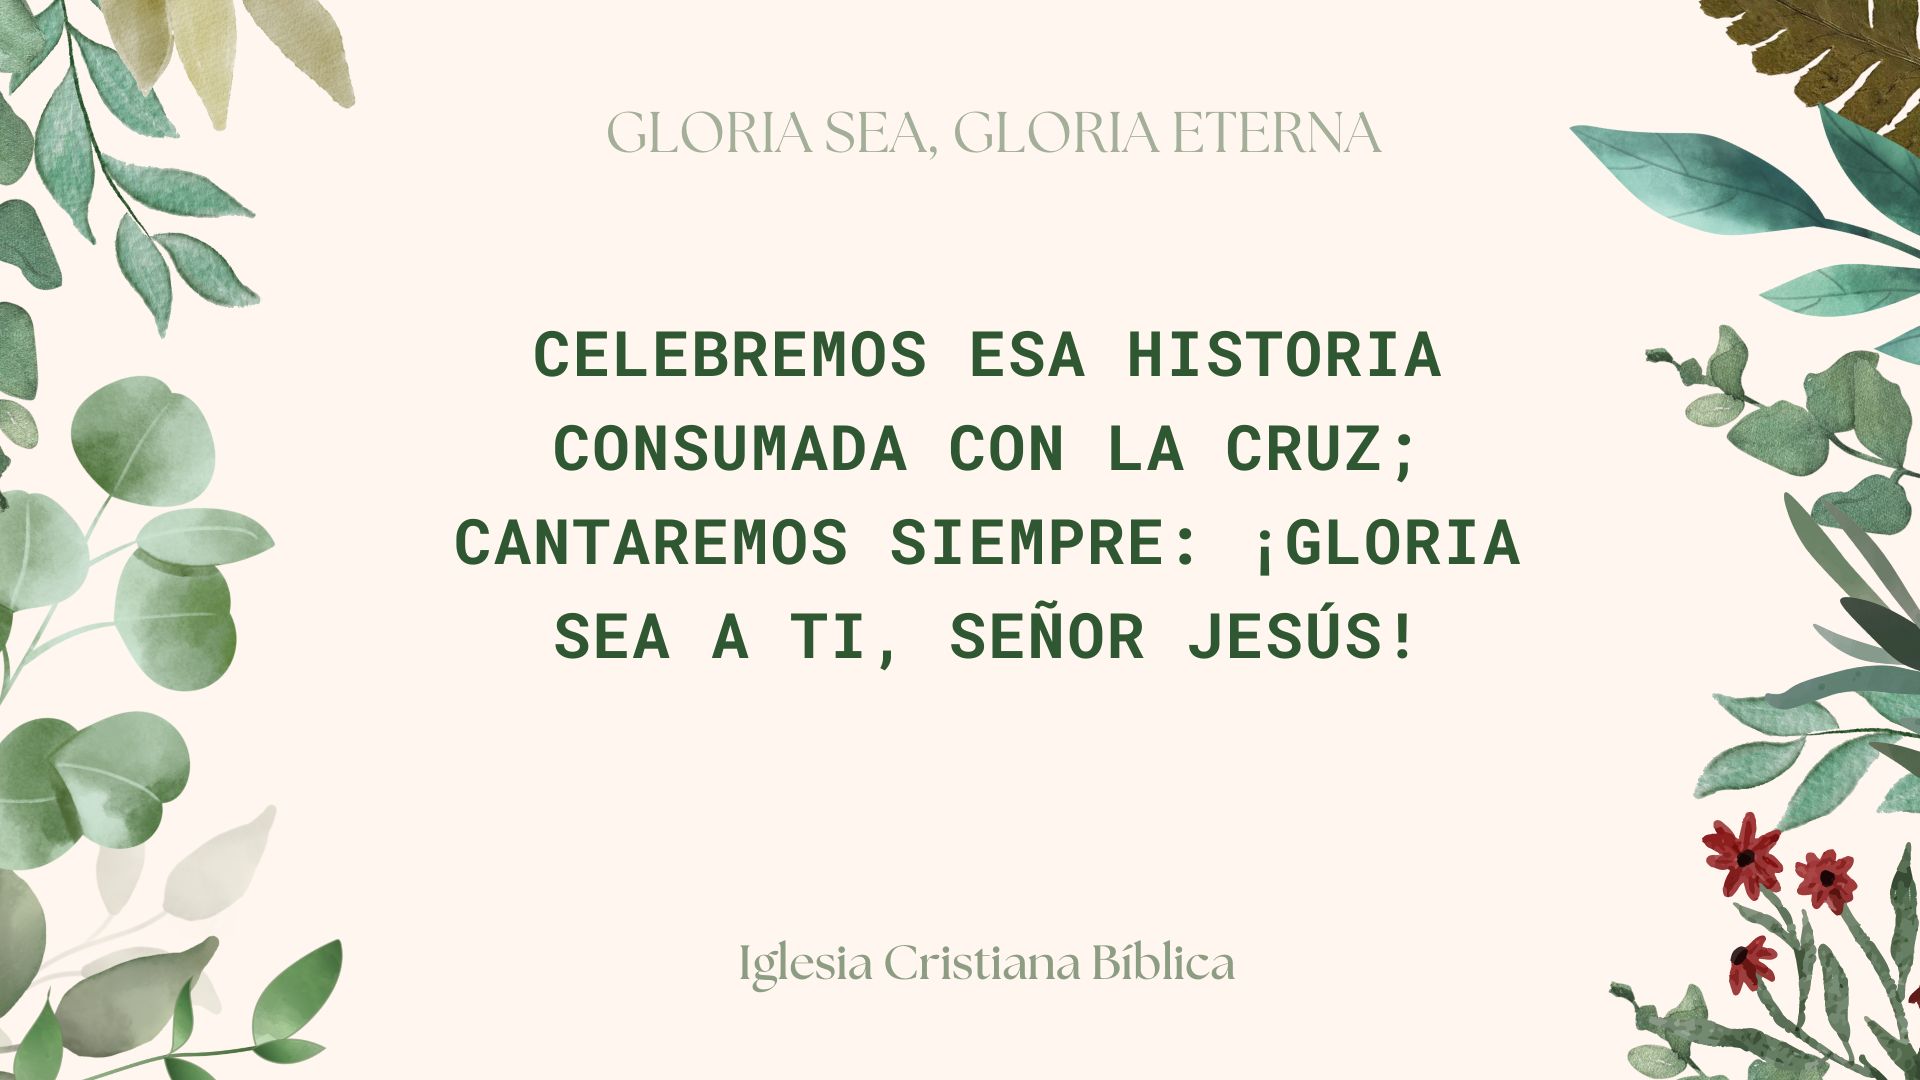 GLORIA SEA, GLORIA ETERNA
CELEBREMOS ESA HISTORIA
CONSUMADA CON LA CRUZ;
CANTAREMOS SIEMPRE: ¡GLORIA
SEA A TI, SEÑOR JESÚS!
Iglesia Cristiana Bíblica